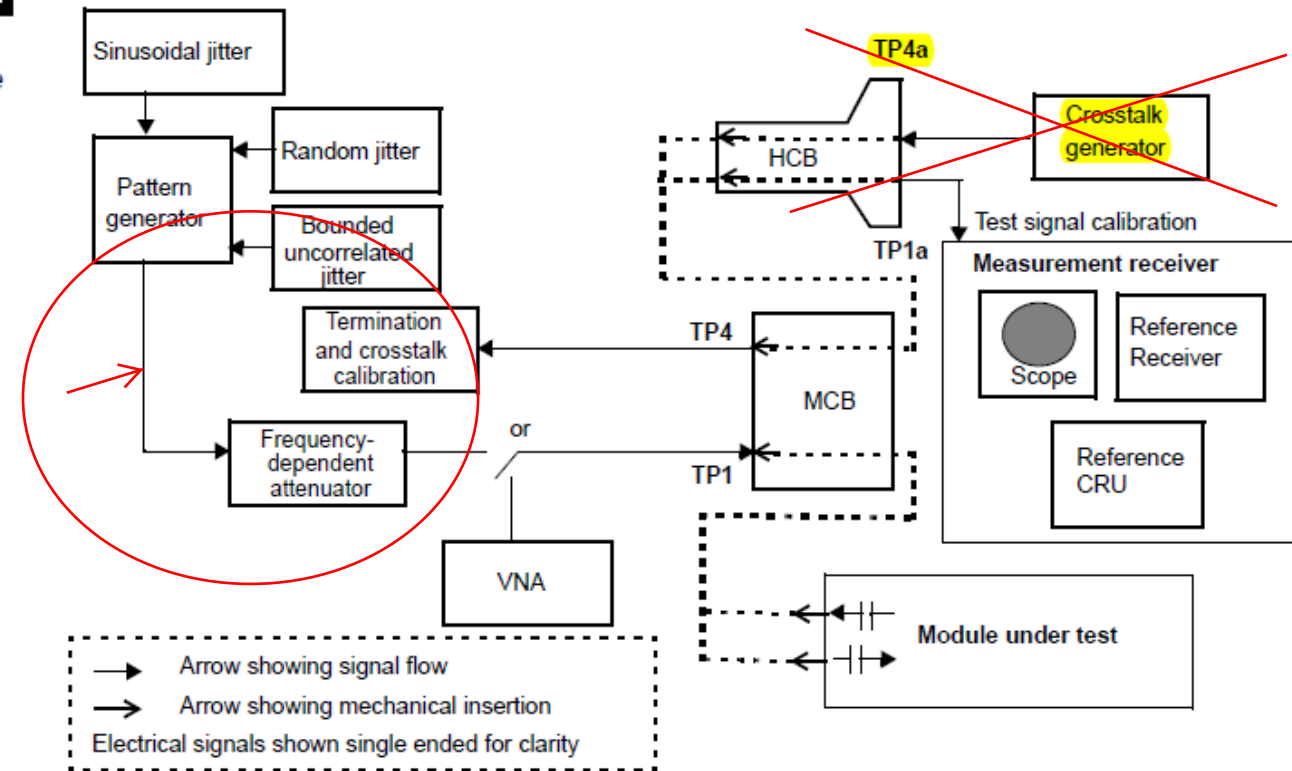 e
Sinusoidal jitter
Random jitter
Pattern
generator
Bounded
uncorrelated
jitter
Termination
and crosstalk
calibration
Frequency-
dependent
attenuator
or
VNA
TP4a
HCB
Crosstalk
generator
TP1a
Test signal calibration
Measurement receiver
Scope
Reference
Receiver
Reference
CRU
TP4
MCB
TP1
Module under test
Arrow showing signal flow
Arrow showing mechanical insertion
Electrical signals shown single ended for clarity